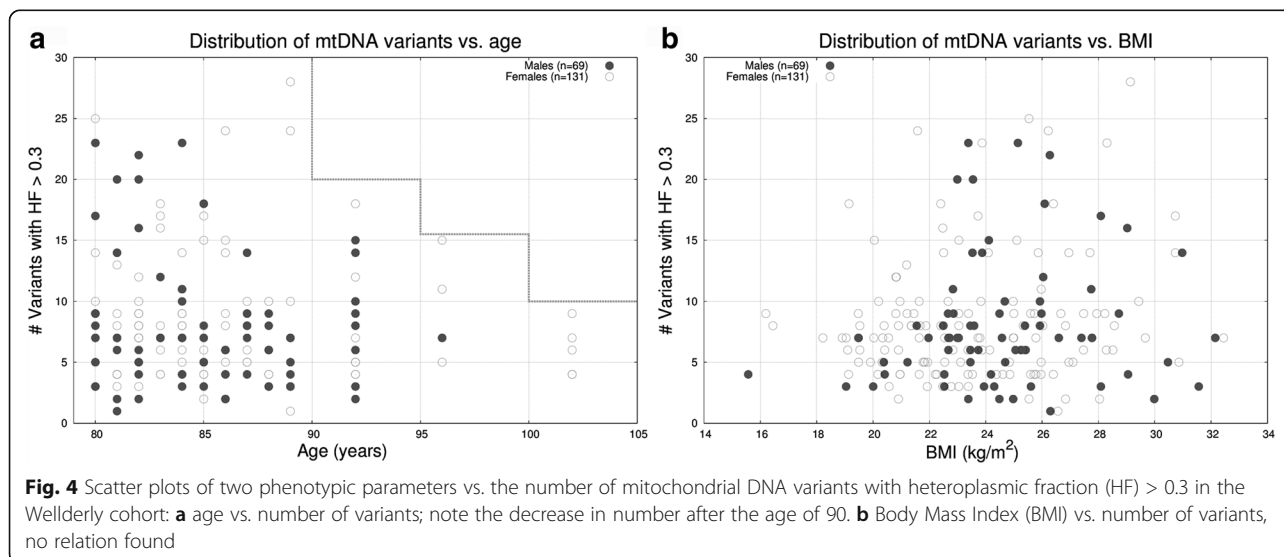 a
Distribution of mtDNA variants vs. age
Males (n=69)
Females (n=131)
# Variants with HF > 0.3
30
25
20
15
10
5
0
80
85
90
95
100
105
Age (years)
b
Distribution of mtDNA variants vs. BMI
Males (n=69)
Females (n=131)
# Variants with HF > 0.3
30
25
20
15
10
5
0
14
16
18
20
22
24
26
28
30
32
34
BMI (kg/m²)
Fig. 4 Scatter plots of two phenotypic parameters vs. the number of mitochondrial DNA variants with heteroplasmic fraction (HF) > 0.3 in the
Wellderly cohort: a age vs. number of variants; note the decrease in number after the age of 90. b Body Mass Index (BMI) vs. number of variants,
no relation found